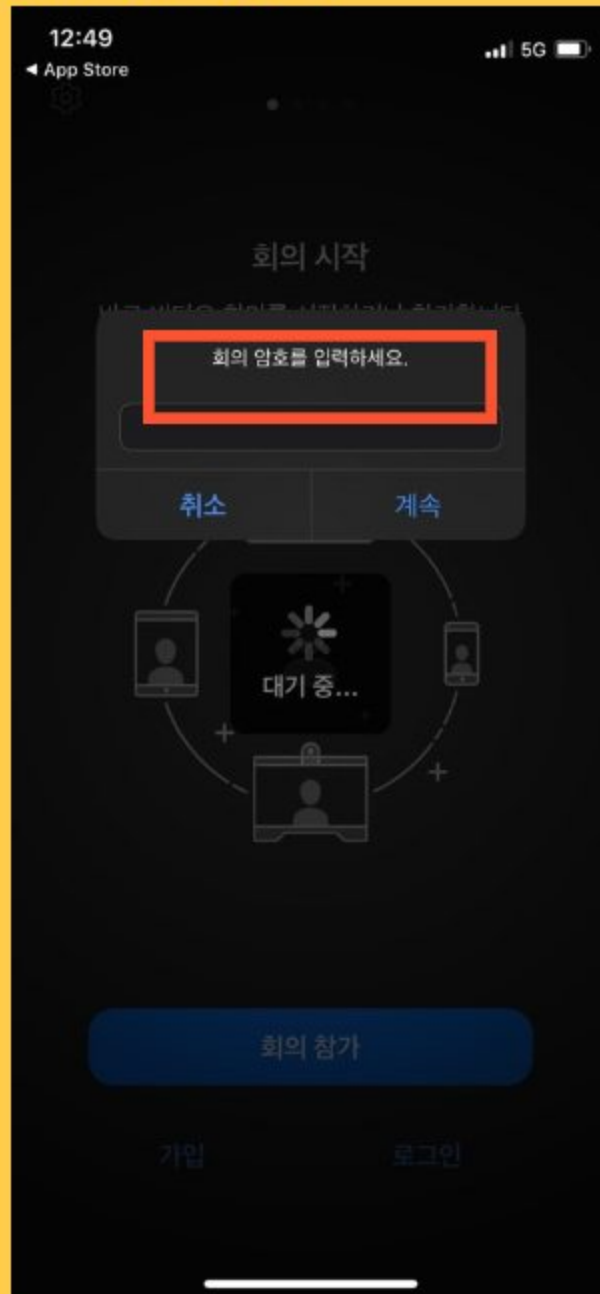 12:49
5G
◀ App Store
회의 시작
회의 암호를 입력하세요.
취소
계속
대기 중...
회의 참가
가입
로그인